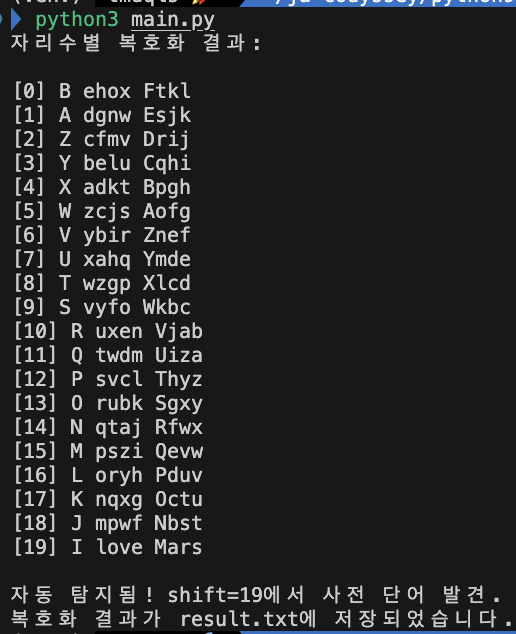 python3 main.py
자리수별 복호화 결과:
[0] B ehox Ftkl
[1] A dgnw Esjk
[2] Z cfmv Drij
[3] Y belu Cqhi
[4] X adkt Bpgh
[5] W zcjs Aofg
[6] V ybir Znef
[7] U xahq Ymde
[8] T wzgp Xlcd
[9] S vyfo Wkbc
[10] R uxen Vjab
[11] Q twdm Uiza
[12] P svcl Thyz
[13] O rubk Sgxy
[14] N qtaj Rfwx
[15] M pszi Qevw
[16] L oryh Pduv
[17] K nqxg Octu
[18] J mpwf Nbst
[19] I love Mars
자동 탐지됨! shift=19에서 사전 단어 발견.
복호화 결과가 result.txt에 저장되었습니다.